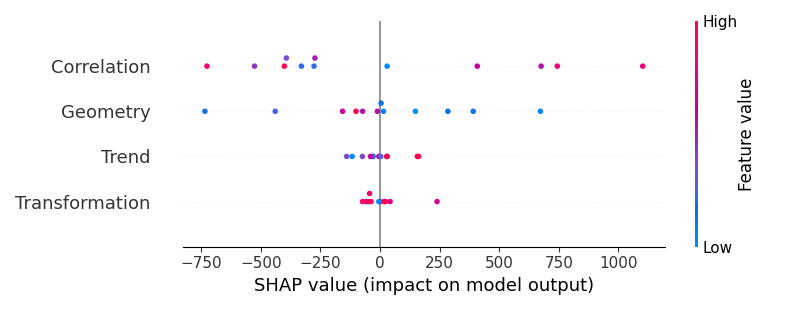 High
Correlation
Geometry
Trend
Transformation
Feature value
Low
−750 −500 −250 0 250 500 750 1000
SHAP value (impact on model output)